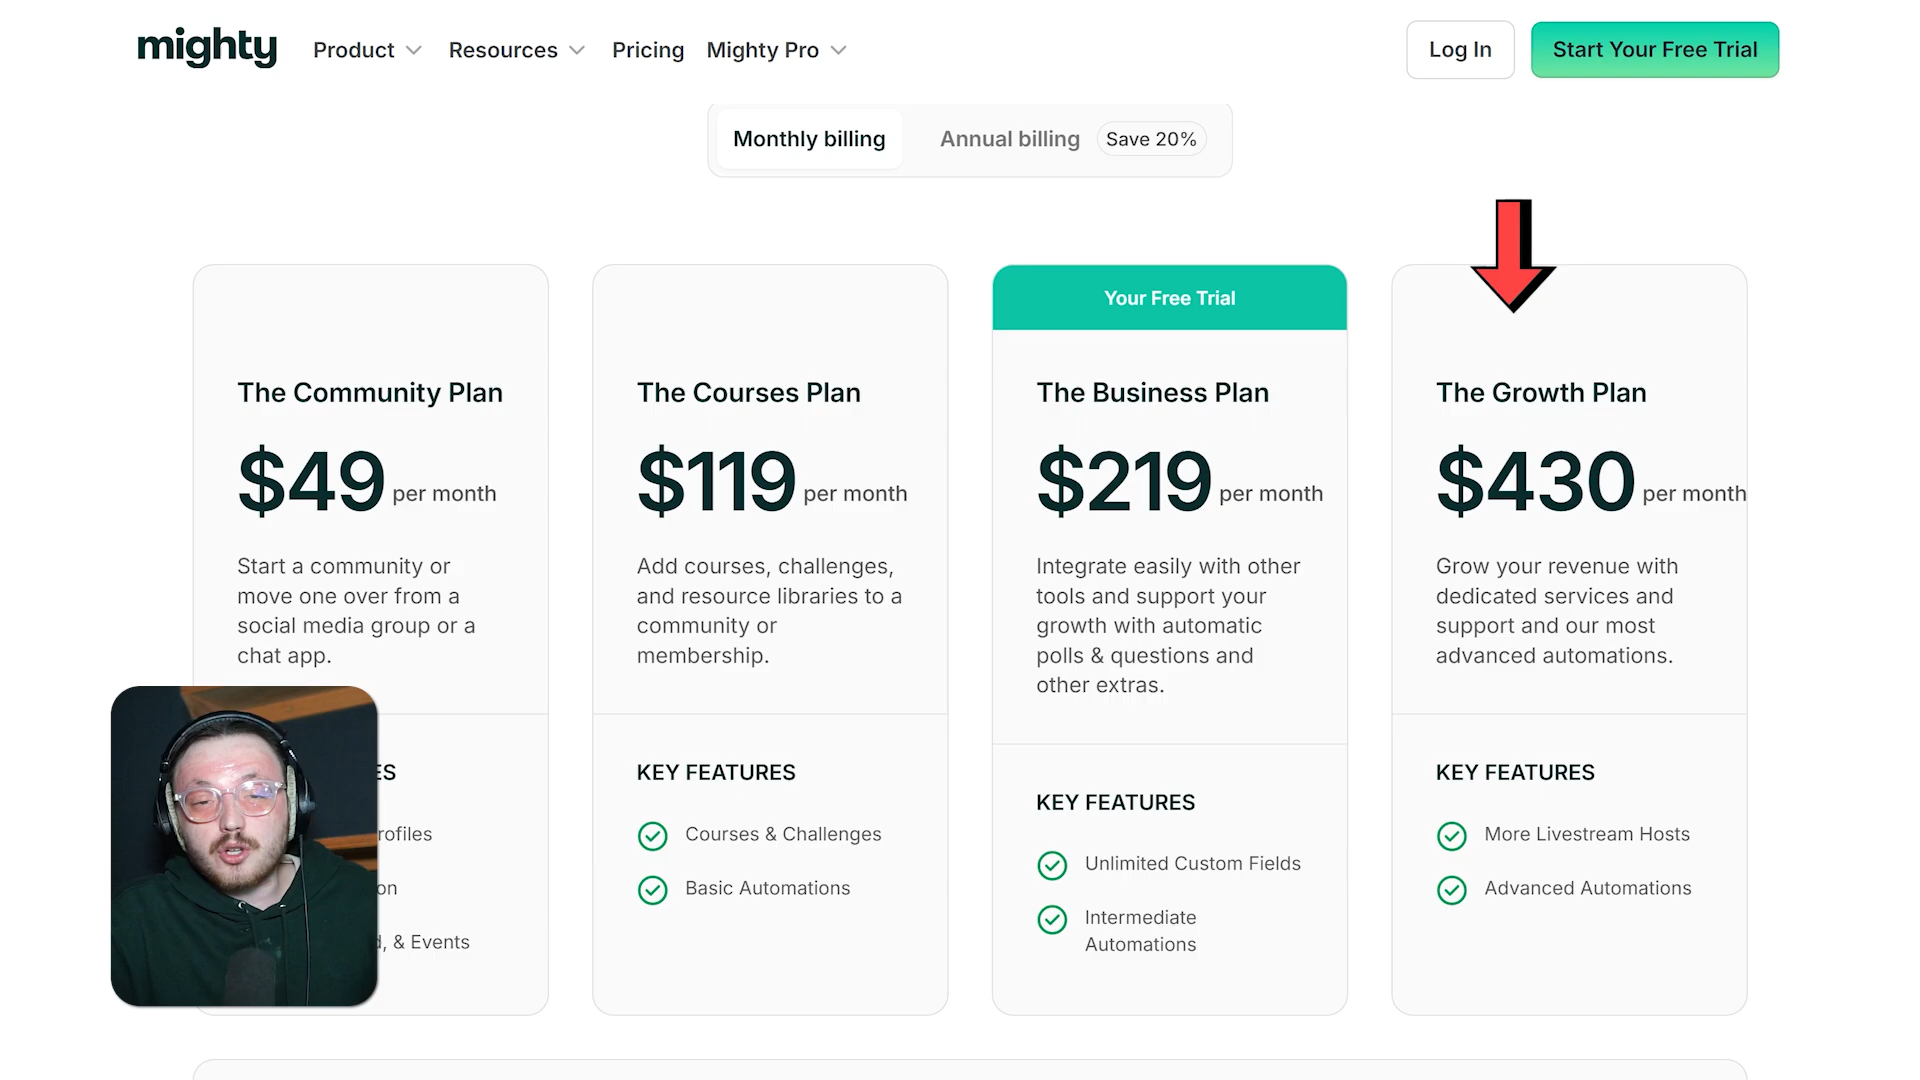 mighty
Product
Resources
Pricing
Mighty Pro
Log In
Start Your Free Trial
Monthly billing
Annual billing
Save 20%
The Community Plan
$49 per month
Start a community or
move one over from a
social media group or a
chat app.
rofiles
on
, & Events
The Courses Plan
$119 per month
Add courses, challenges,
and resource libraries to a
community or
membership.
KEY FEATURES
Courses & Challenges
Basic Automations
Your Free Trial
The Business Plan
$219 per month
Integrate easily with other
tools and support your
growth with automatic
polls & questions and
other extras.
KEY FEATURES
Unlimited Custom Fields
Intermediate
Automations
The Growth Plan
$430 per month
Grow your revenue with
dedicated services and
support and our most
advanced automations.
KEY FEATURES
More Livestream Hosts
Advanced Automations